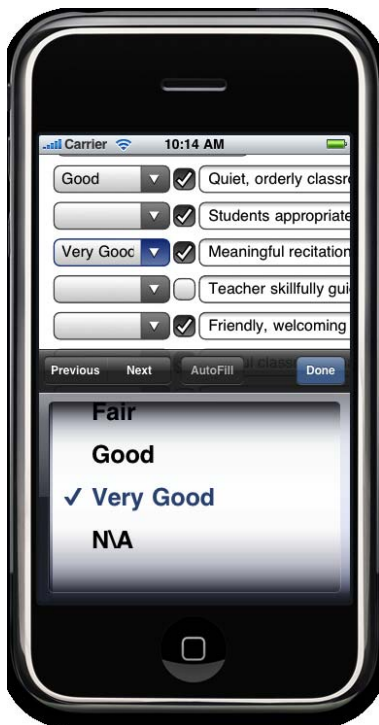 Carrier 10:14 AM
Good Quiet, orderly classro
Students appropriate
Very Good Meaningful recitation
Teacher skillfully gui
Friendly, welcoming
Previous Next AutoFill Done
Fair
Good
✓ Very Good
N\A